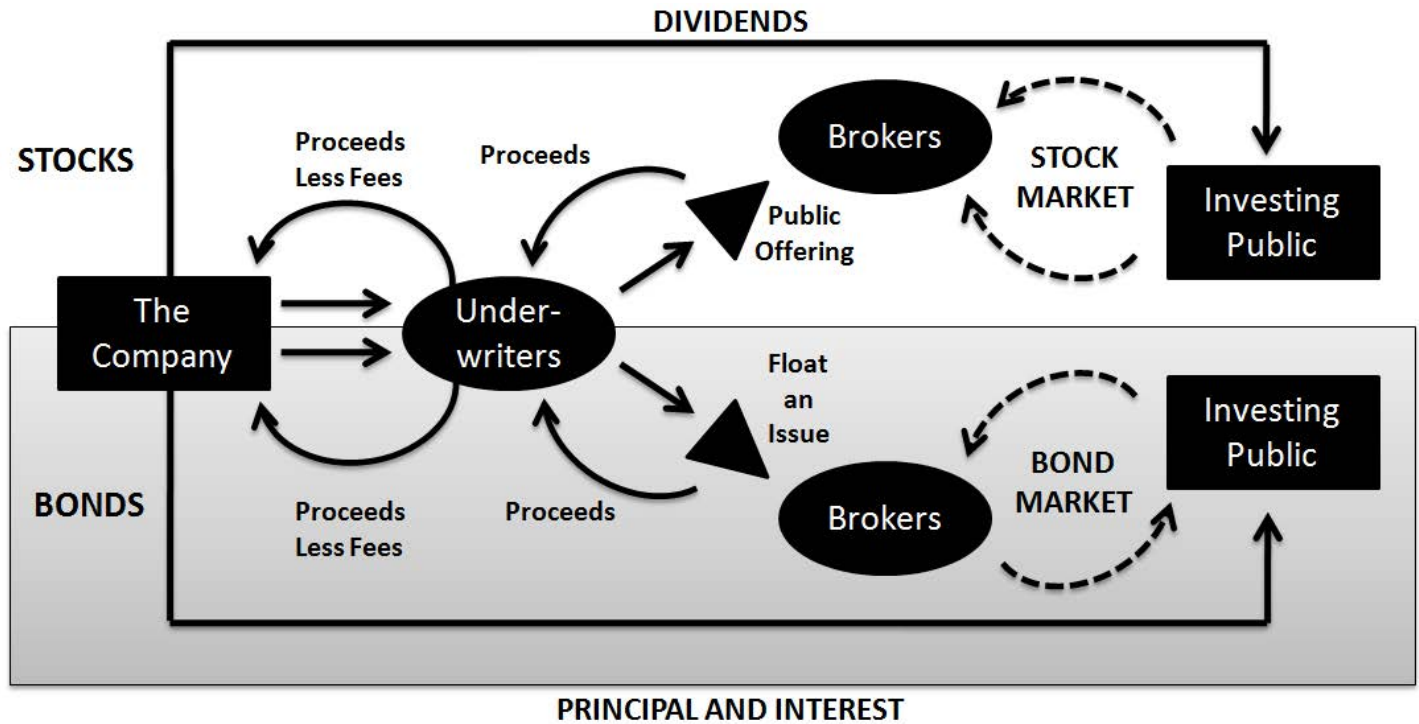 DIVIDENDS
STOCKS
Proceeds
Less Fees
Proceeds
Brokers
Public
Offering
STOCK
MARKET
Investing
Public
The
Company
Under-
writers
BONDS
Proceeds
Less Fees
Proceeds
Float
an
Issue
Brokers
BOND
MARKET
Investing
Public
PRINCIPAL AND INTEREST